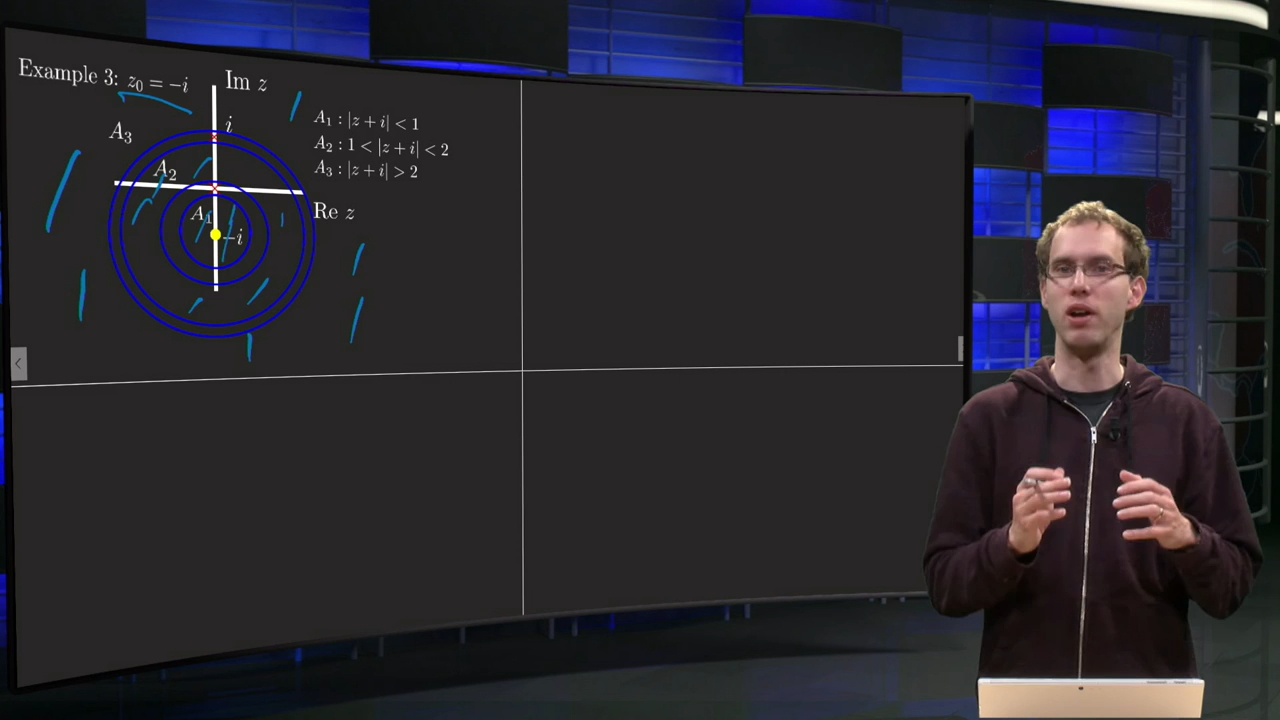 Example 3: z₀ = −i
Im z
i
A₃
A₂
A₁
−i
Re z
A₁ : |z + i| < 1
A₂ : 1 < |z + i| < 2
A₃ : |z + i| > 2